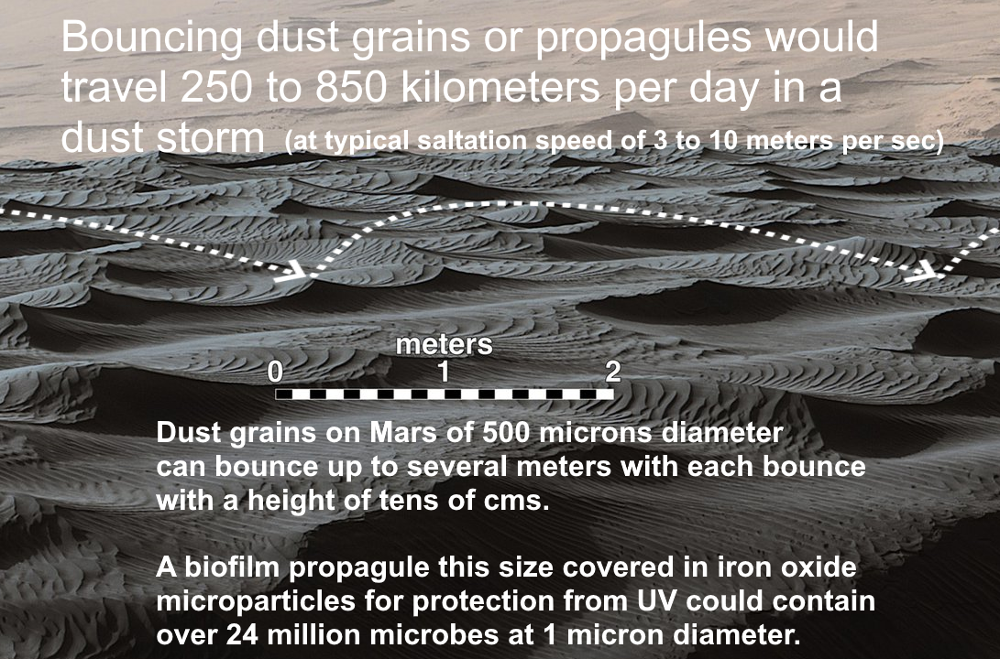 Bouncing dust grains or propagules would
travel 250 to 850 kilometers per day in a
dust storm (at typical saltation speed of 3 to 10 meters per sec)
meters
0 1 2
Dust grains on Mars of 500 microns diameter
can bounce up to several meters with each bounce
with a height of tens of cms.
A biofilm propagule this size covered in iron oxide
microparticles for protection from UV could contain
over 24 million microbes at 1 micron diameter.